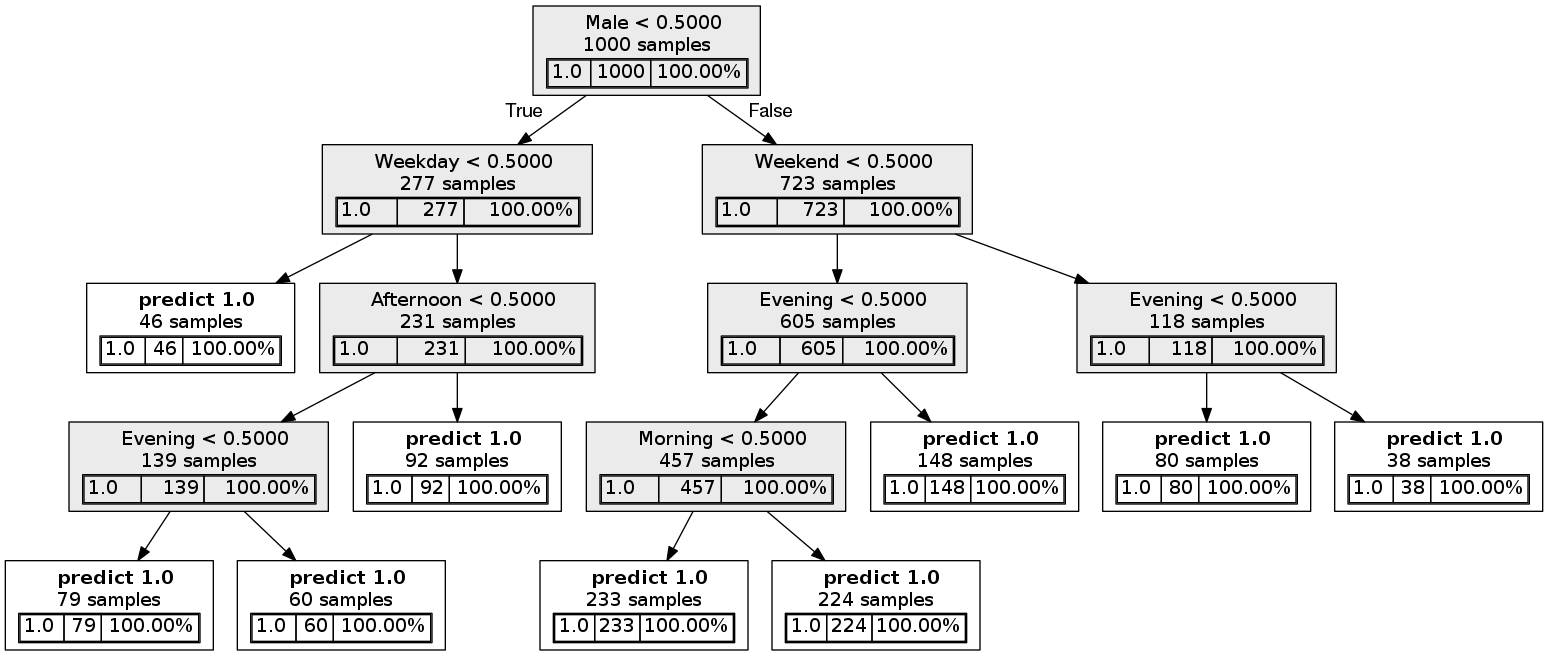 Male < 0.5000
1000 samples
1.0 1000 100.00%
True
False
Weekday < 0.5000
277 samples
1.0 277 100.00%
Weekend < 0.5000
723 samples
1.0 723 100.00%
predict 1.0
46 samples
1.0 46 100.00%
Afternoon < 0.5000
231 samples
1.0 231 100.00%
Evening < 0.5000
605 samples
1.0 605 100.00%
Evening < 0.5000
118 samples
1.0 118 100.00%
Evening < 0.5000
139 samples
1.0 139 100.00%
predict 1.0
92 samples
1.0 92 100.00%
Morning < 0.5000
457 samples
1.0 457 100.00%
predict 1.0
148 samples
1.0 148 100.00%
predict 1.0
80 samples
1.0 80 100.00%
predict 1.0
38 samples
1.0 38 100.00%
predict 1.0
79 samples
1.0 79 100.00%
predict 1.0
60 samples
1.0 60 100.00%
predict 1.0
233 samples
1.0 233 100.00%
predict 1.0
224 samples
1.0 224 100.00%